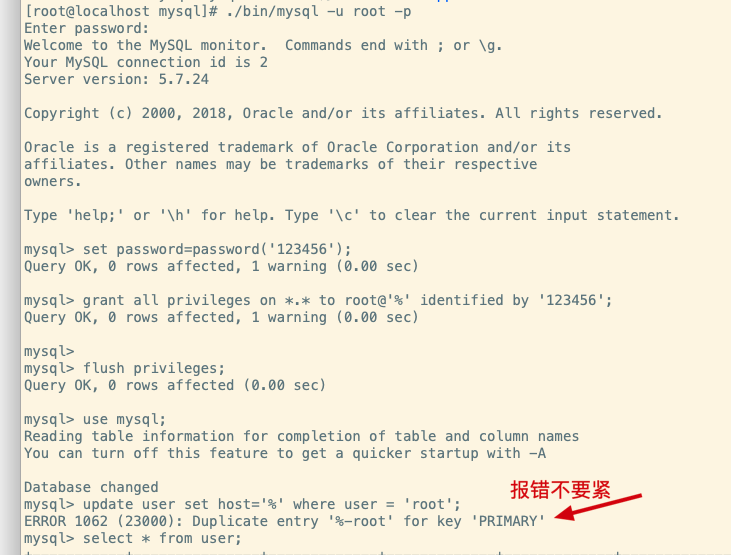 [root@localhost mysql]# ./bin/mysql -u root -p
Enter password:
Welcome to the MySQL monitor.  Commands end with ; or \g.
Your MySQL connection id is 2
Server version: 5.7.24
Copyright (c) 2000, 2018, Oracle and/or its affiliates. All rights reserved.
Oracle is a registered trademark of Oracle Corporation and/or its
affiliates. Other names may be trademarks of their respective
owners.
Type 'help;' or '\h' for help. Type '\c' to clear the current input statement.
mysql> set password=password('123456');
Query OK, 0 rows affected, 1 warning (0.00 sec)
mysql> grant all privileges on *.* to root@'%' identified by '123456';
Query OK, 0 rows affected, 1 warning (0.00 sec)
mysql>
mysql> flush privileges;
Query OK, 0 rows affected (0.00 sec)
mysql> use mysql;
Reading table information for completion of table and column names
You can turn off this feature to get a quicker startup with -A
Database changed
报错不要紧
mysql> update user set host='%' where user = 'root';
ERROR 1062 (23000): Duplicate entry '%-root' for key 'PRIMARY'
mysql> select * from user;